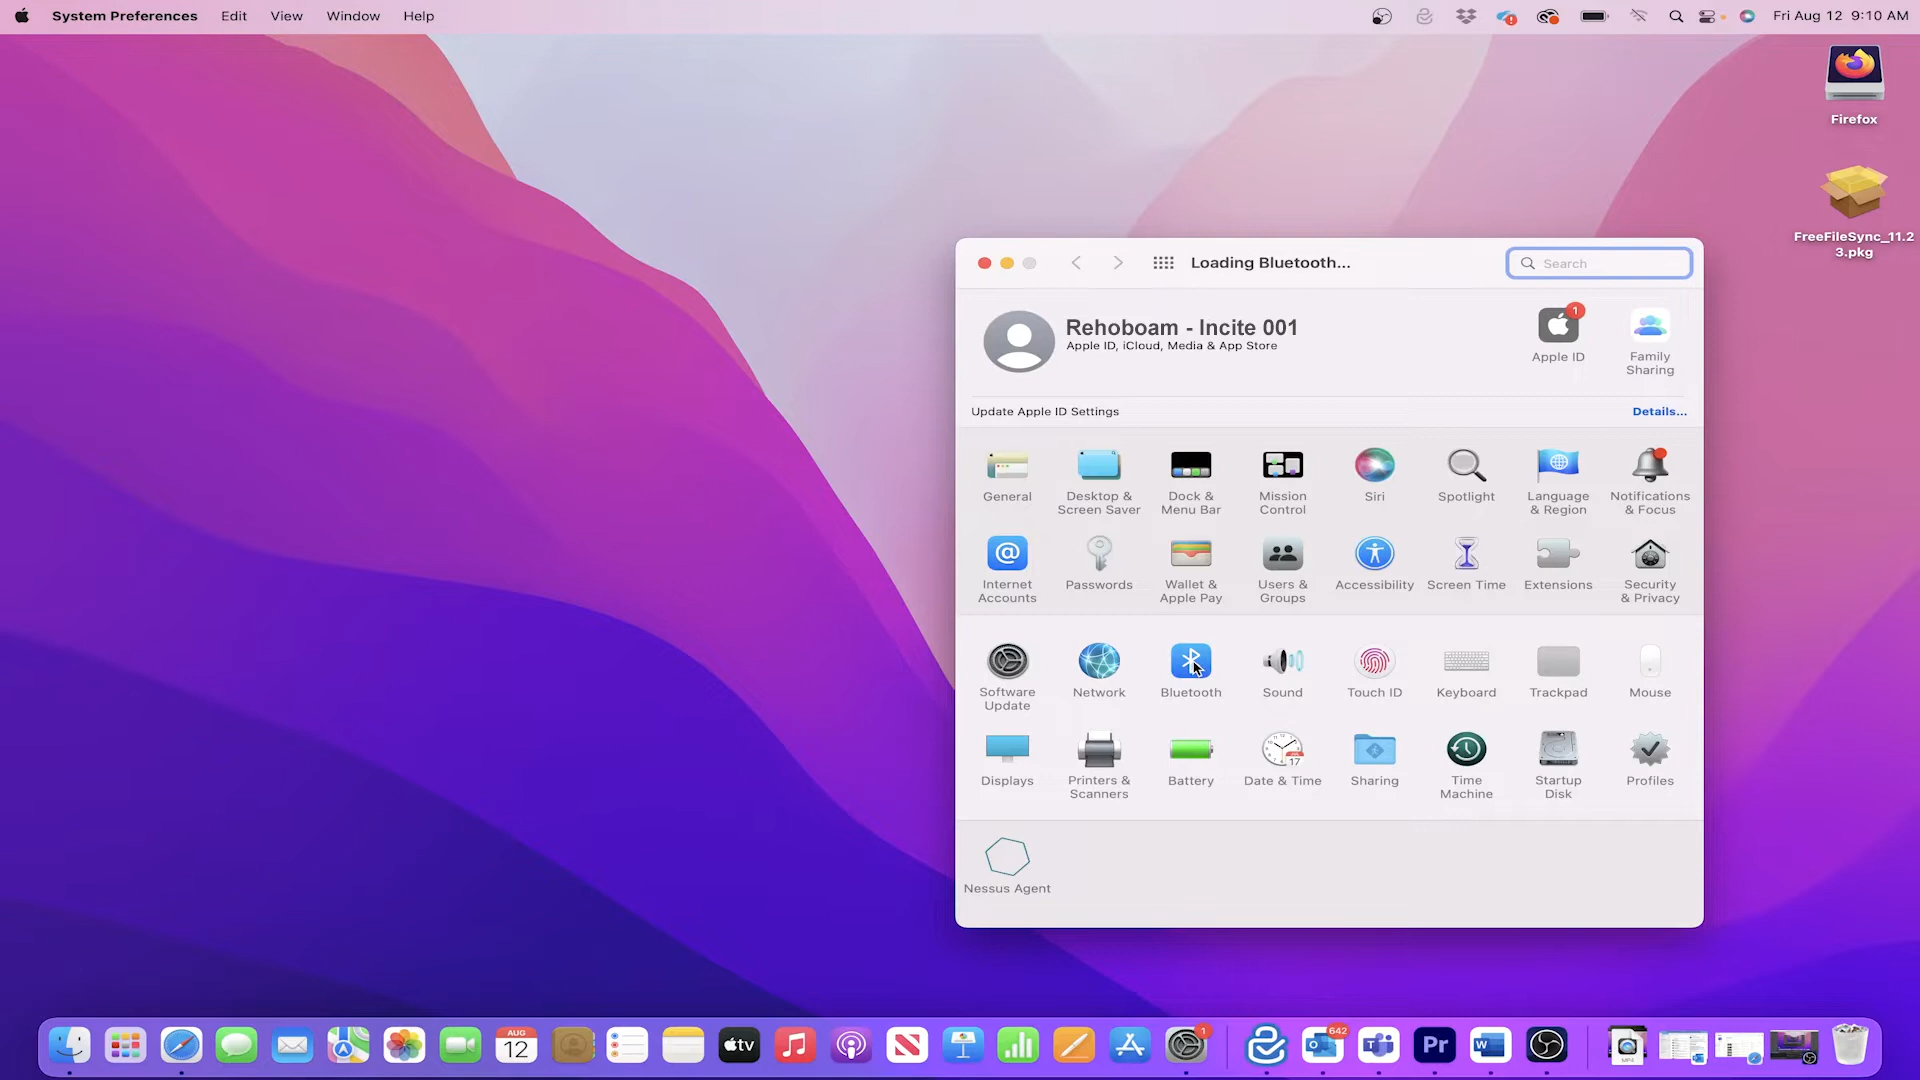 System Preferences Edit View Window Help
Fri Aug 12 9:10 AM
Firefox
FreeFileSync_11.2
3.pkg
Loading Bluetooth...
Search
Rehoboam - Incite 001
Apple ID, iCloud, Media & App Store
1
Apple ID
Family
Sharing
Update Apple ID Settings
Details...
General
Desktop &
Screen Saver
Dock &
Menu Bar
Mission
Control
Siri
Spotlight
Language
& Region
Notifications
& Focus
Internet
Accounts
Passwords
Wallet &
Apple Pay
Users &
Groups
Accessibility
Screen Time
Extensions
Security
& Privacy
Software
Update
Network
Bluetooth
Sound
Touch ID
Keyboard
Trackpad
Mouse
Displays
Printers &
Scanners
Battery
17
Date & Time
Sharing
Time
Machine
Startup
Disk
Profiles
Nessus Agent
AUG
12
tv
1
642
Pr
W
MP4